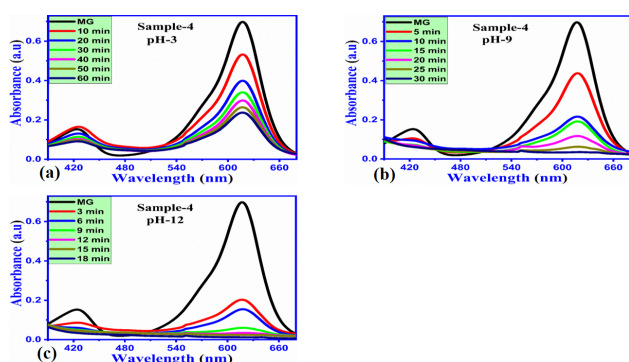 MG
10 min
20 min
30 min
40 min
50 min
60 min
Sample-4
pH-3
Absorbance (a.u)
0.6
0.4
0.2
0.0
420
480
540
600
660
Wavelength (nm)
(a)
MG
5 min
10 min
15 min
20 min
25 min
30 min
Sample-4
pH-9
Absorbance (a.u)
0.6
0.4
0.2
0.0
420
480
540
600
660
Wavelength (nm)
(b)
MG
3 min
6 min
9 min
12 min
15 min
18 min
Sample-4
pH-12
Absorbance (a.u)
0.6
0.4
0.2
0.0
420
480
540
600
660
Wavelength (nm)
(c)